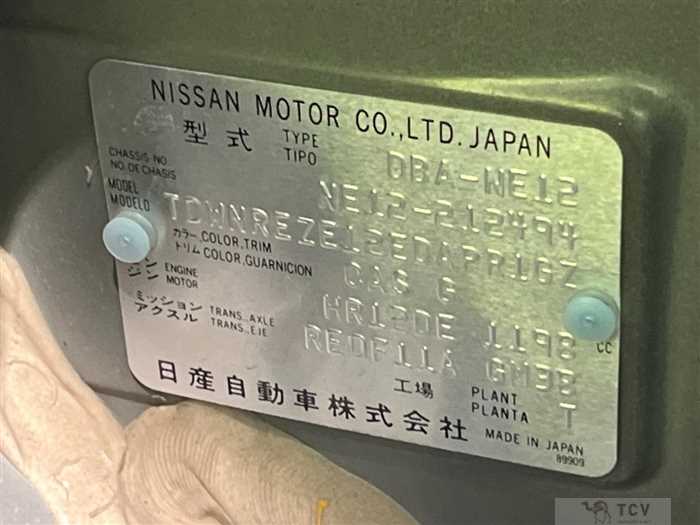 NISSAN MOTOR CO.,LTD. JAPAN
型式 TYPE TIPO DBA-NE12
CHASSIS NO. NO. DE CHASIS NE12-212494
MODEL MODELO TDWNREZE12EDAPR1GZ
カラー,COLOR,TRIM トリム COLOR,GUARNICION CAS G
エンジン ENGINE MOTOR HR12DE 1198 CC
ミッション アクスル TRANS.,AXLE TRANS.,EJE RE0F11A GM38
工場 PLANT PLANTA T
日産自動車株式会社 MADE IN JAPAN
89909
TCV